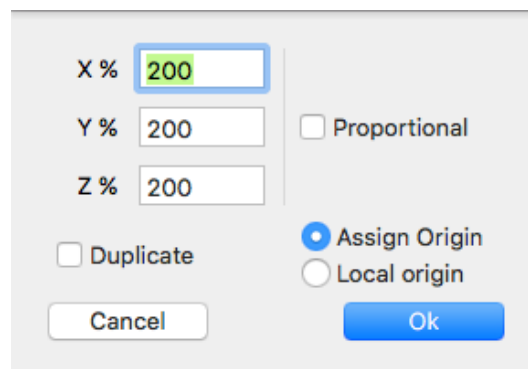 X % 200
Y % 200
Proportional
Z % 200
Duplicate
Assign Origin
Local origin
Cancel
Ok